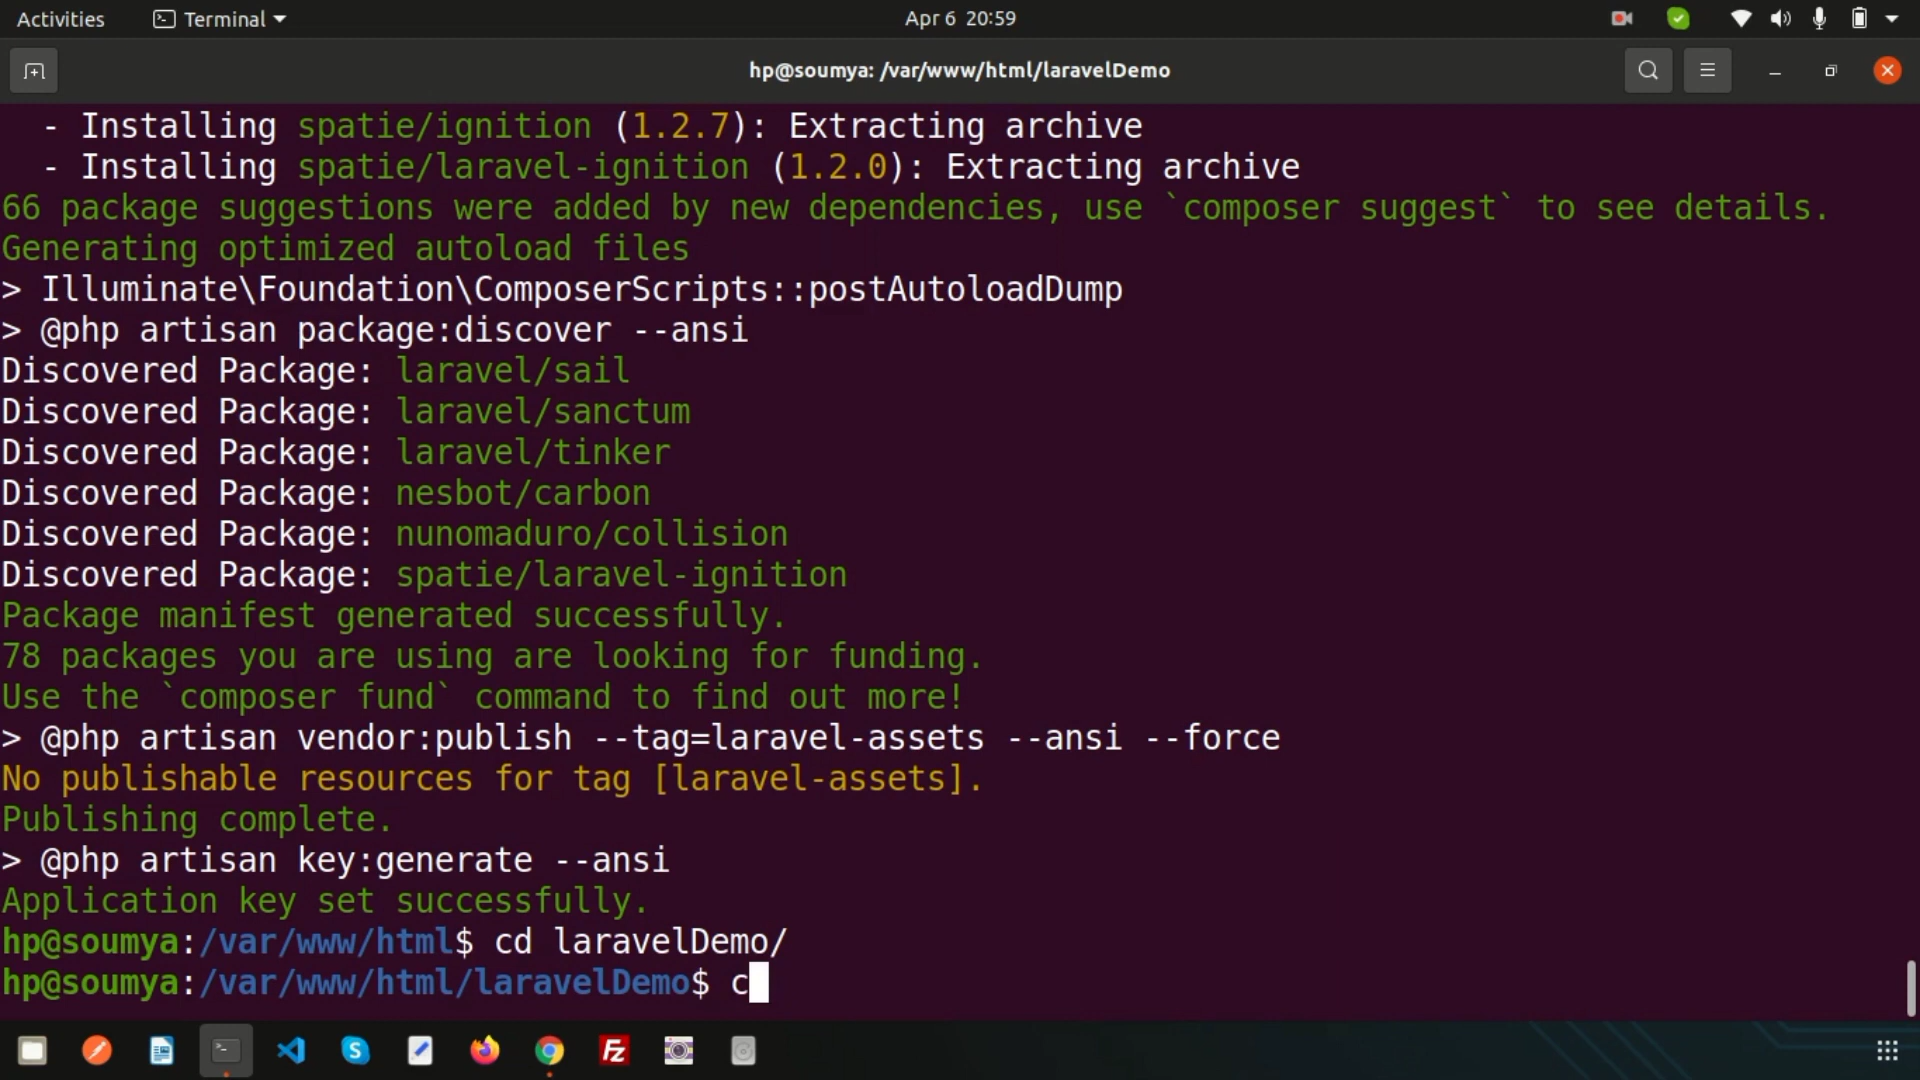 Activities Terminal Apr 6 20:59
hp@soumya: /var/www/html/laravelDemo
- Installing spatie/ignition (1.2.7): Extracting archive
- Installing spatie/laravel-ignition (1.2.0): Extracting archive
66 package suggestions were added by new dependencies, use `composer suggest` to see details.
Generating optimized autoload files
> Illuminate\Foundation\ComposerScripts::postAutoloadDump
> @php artisan package:discover --ansi
Discovered Package: laravel/sail
Discovered Package: laravel/sanctum
Discovered Package: laravel/tinker
Discovered Package: nesbot/carbon
Discovered Package: nunomaduro/collision
Discovered Package: spatie/laravel-ignition
Package manifest generated successfully.
78 packages you are using are looking for funding.
Use the `composer fund` command to find out more!
> @php artisan vendor:publish --tag=laravel-assets --ansi --force
No publishable resources for tag [laravel-assets].
Publishing complete.
> @php artisan key:generate --ansi
Application key set successfully.
hp@soumya:/var/www/html$ cd laravelDemo/
hp@soumya:/var/www/html/laravelDemo$ c